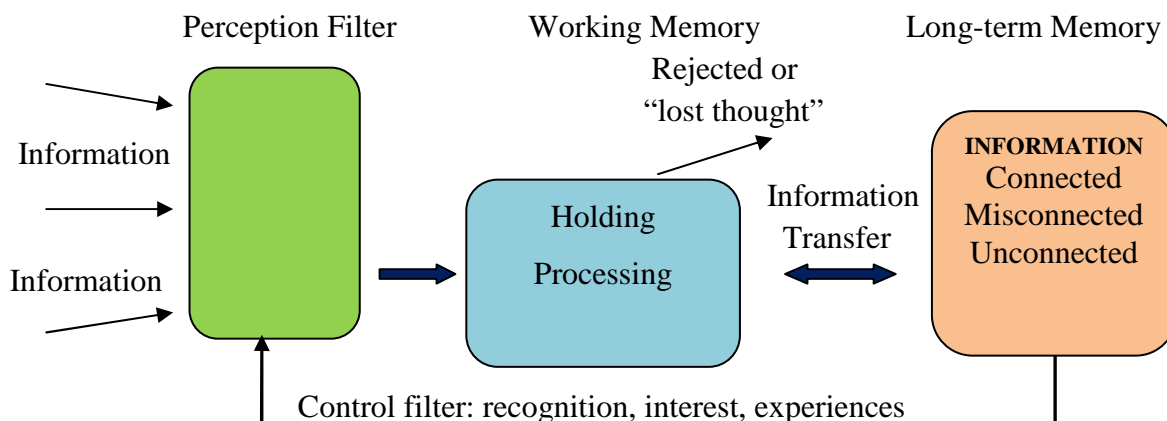 Perception Filter
Working Memory
Long-term Memory
Rejected or
“lost thought”
Information
Information
Holding
Processing
Information
Transfer
INFORMATION
Connected
Misconnected
Unconnected
Control filter: recognition, interest, experiences